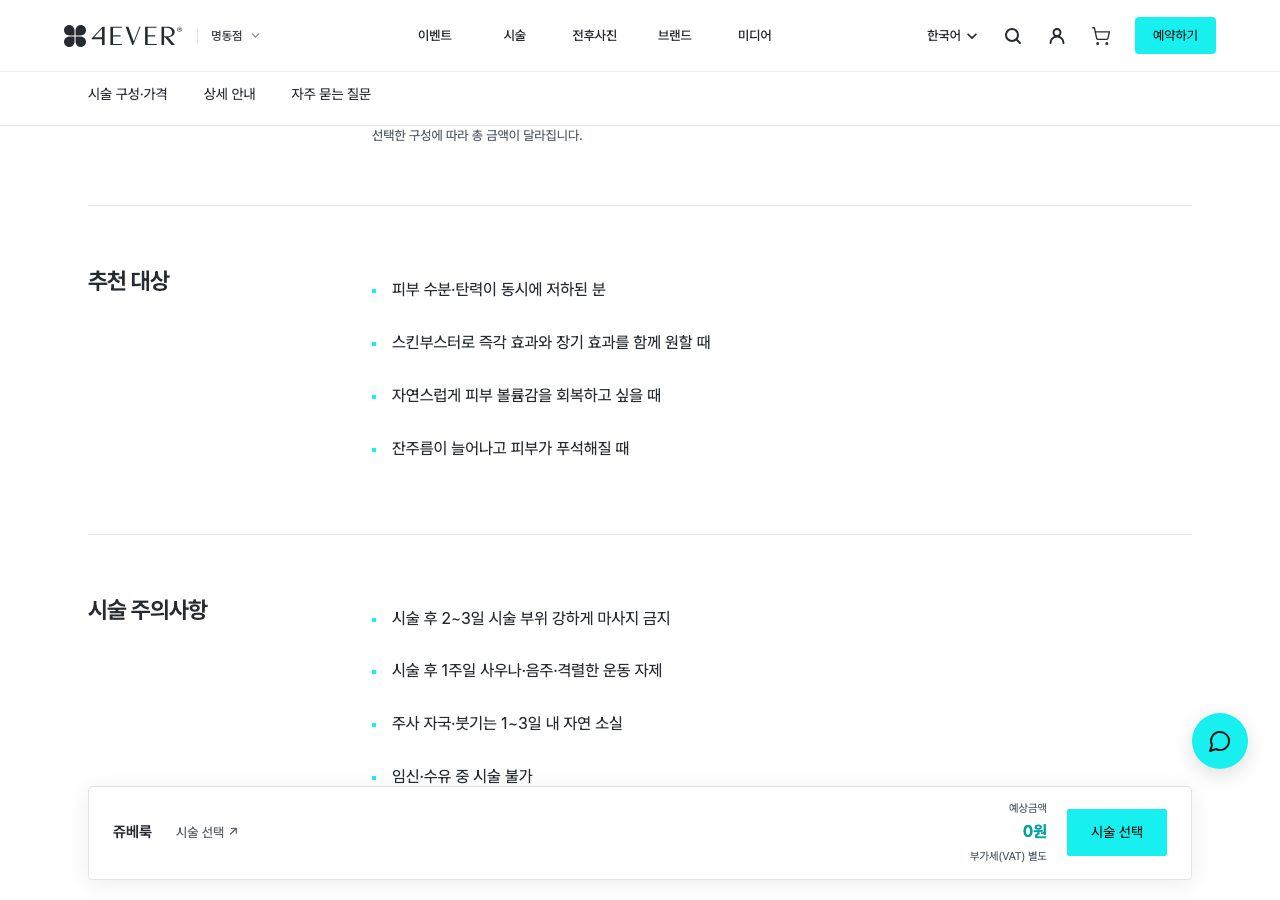 4EVER®
명동점
이벤트
시술
전후사진
브랜드
미디어
한국어
예약하기
시술 구성·가격
상세 안내
자주 묻는 질문
선택한 구성에 따라 총 금액이 달라집니다.
추천 대상
피부 수분·탄력이 동시에 저하된 분
스킨부스터로 즉각 효과와 장기 효과를 함께 원할 때
자연스럽게 피부 볼륨감을 회복하고 싶을 때
잔주름이 늘어나고 피부가 푸석해질 때
시술 주의사항
시술 후 2~3일 시술 부위 강하게 마사지 금지
시술 후 1주일 사우나·음주·격렬한 운동 자제
주사 자국·붓기는 1~3일 내 자연 소실
임신·수유 중 시술 불가
쥬베룩
시술 선택 ↗
예상금액
0원
부가세(VAT) 별도
시술 선택